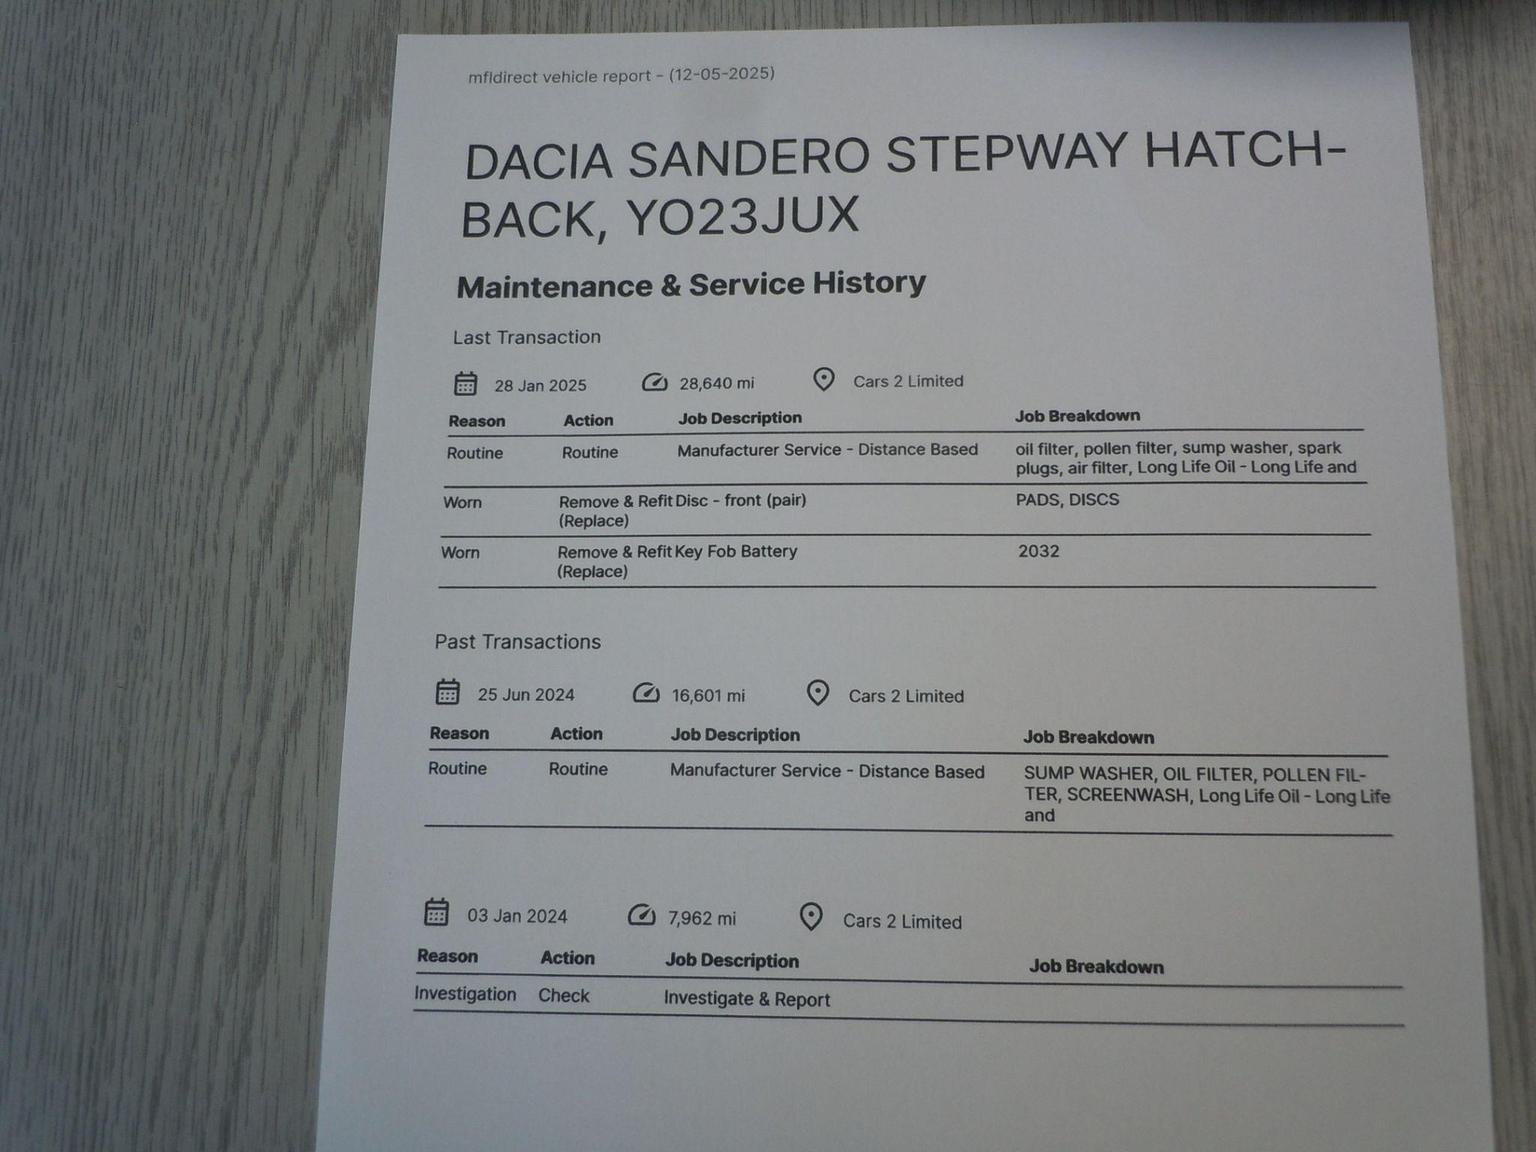 mfldirect vehicle report - (12-05-2025)
DACIA SANDERO STEPWAY HATCH-
BACK, YO23JUX
Maintenance & Service History
Last Transaction
28 Jan 2025 28,640 mi Cars 2 Limited
Reason Action Job Description Job Breakdown
Routine Routine Manufacturer Service - Distance Based oil filter, pollen filter, sump washer, spark
plugs, air filter, Long Life Oil - Long Life and
Worn Remove & Refit Disc - front (pair) PADS, DISCS
(Replace)
Worn Remove & Refit Key Fob Battery 2032
(Replace)
Past Transactions
25 Jun 2024 16,601 mi Cars 2 Limited
Reason Action Job Description Job Breakdown
Routine Routine Manufacturer Service - Distance Based SUMP WASHER, OIL FILTER, POLLEN FIL-
TER, SCREENWASH, Long Life Oil - Long Life
and
03 Jan 2024 7,962 mi Cars 2 Limited
Reason Action Job Description Job Breakdown
Investigation Check Investigate & Report